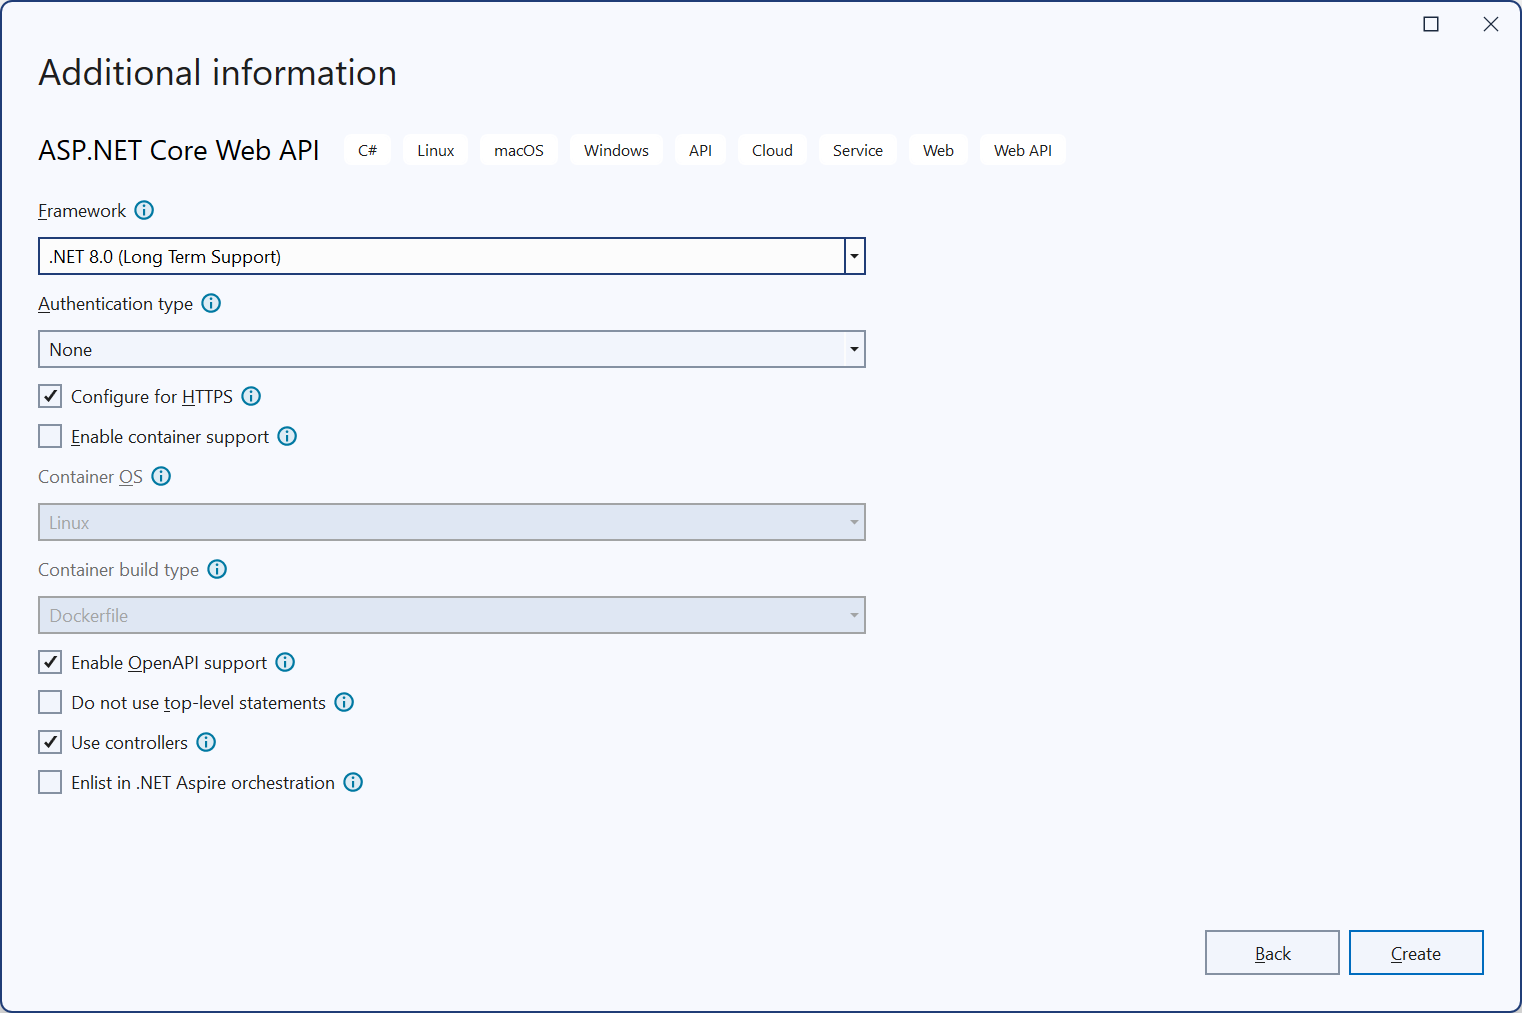 Additional information
ASP.NET Core Web API C# Linux macOS Windows API Cloud Service Web Web API
Framework
.NET 8.0 (Long Term Support)
Authentication type
None
Configure for HTTPS
Enable container support
Container OS
Linux
Container build type
Dockerfile
Enable OpenAPI support
Do not use top-level statements
Use controllers
Enlist in .NET Aspire orchestration
Back Create